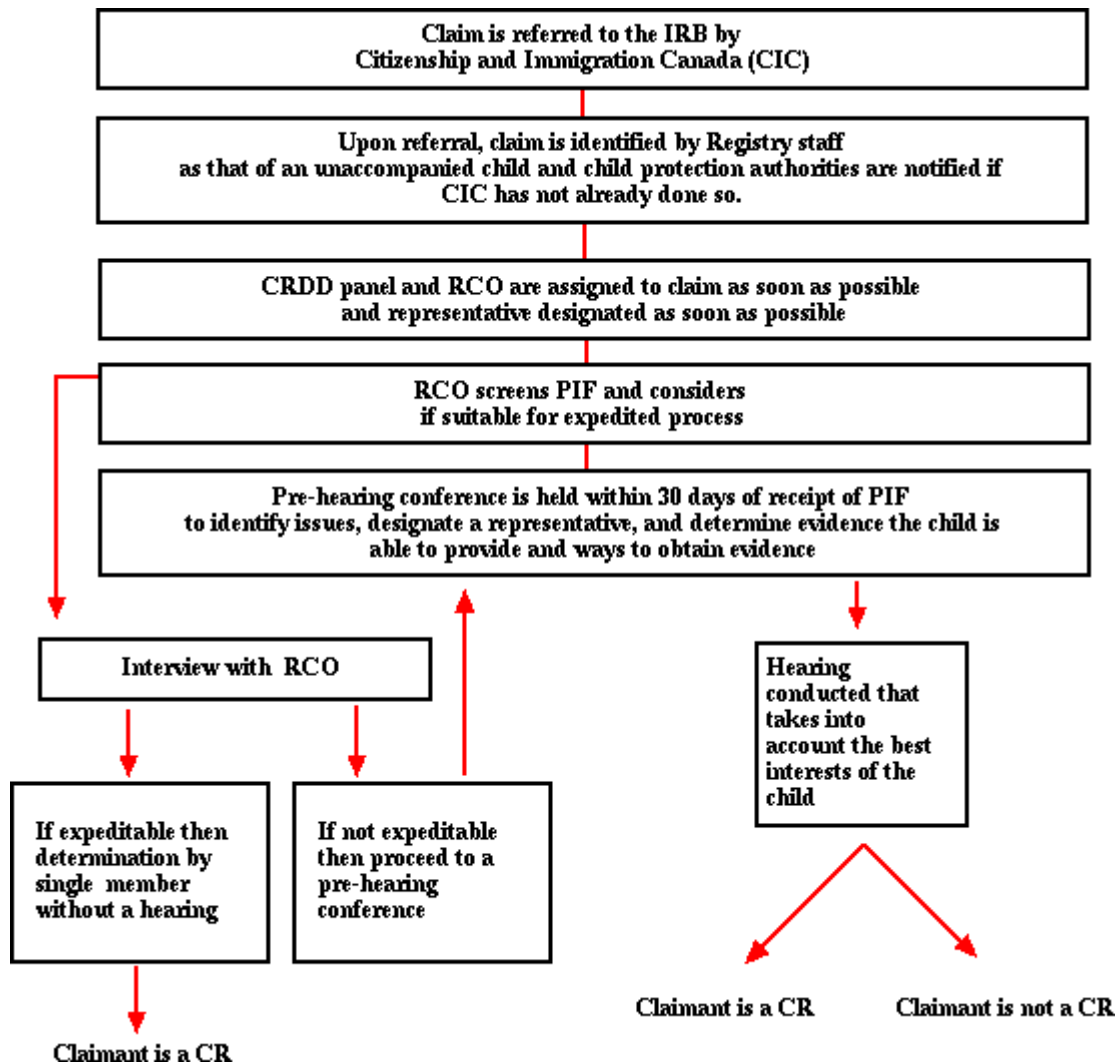 Claim is referred to the IRB by
Citizenship and Immigration Canada (CIC)
Upon referral, claim is identified by Registry staff
as that of an unaccompanied child and child protection authorities are notified if
CIC has not already done so.
CRDD panel and RCO are assigned to claim as soon as possible
and representative designated as soon as possible
RCO screens PIF and considers
if suitable for expedited process
Pre-hearing conference is held within 30 days of receipt of PIF
to identify issues, designate a representative, and determine evidence the child is
able to provide and ways to obtain evidence
Interview with RCO
If expeditable then
determination by
single member
without a hearing
If not expeditable
then proceed to a
pre-hearing
conference
Hearing
conducted that
takes into
account the best
interests of the
child
Claimant is a CR
Claimant is a CR
Claimant is not a CR